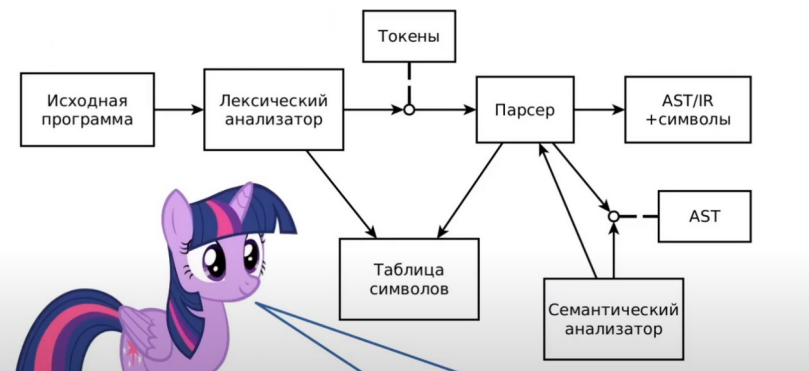 Токены
Исходная
программа
Лексический
анализатор
Парсер
AST/IR
+символы
AST
Таблица
символов
Семантический
анализатор